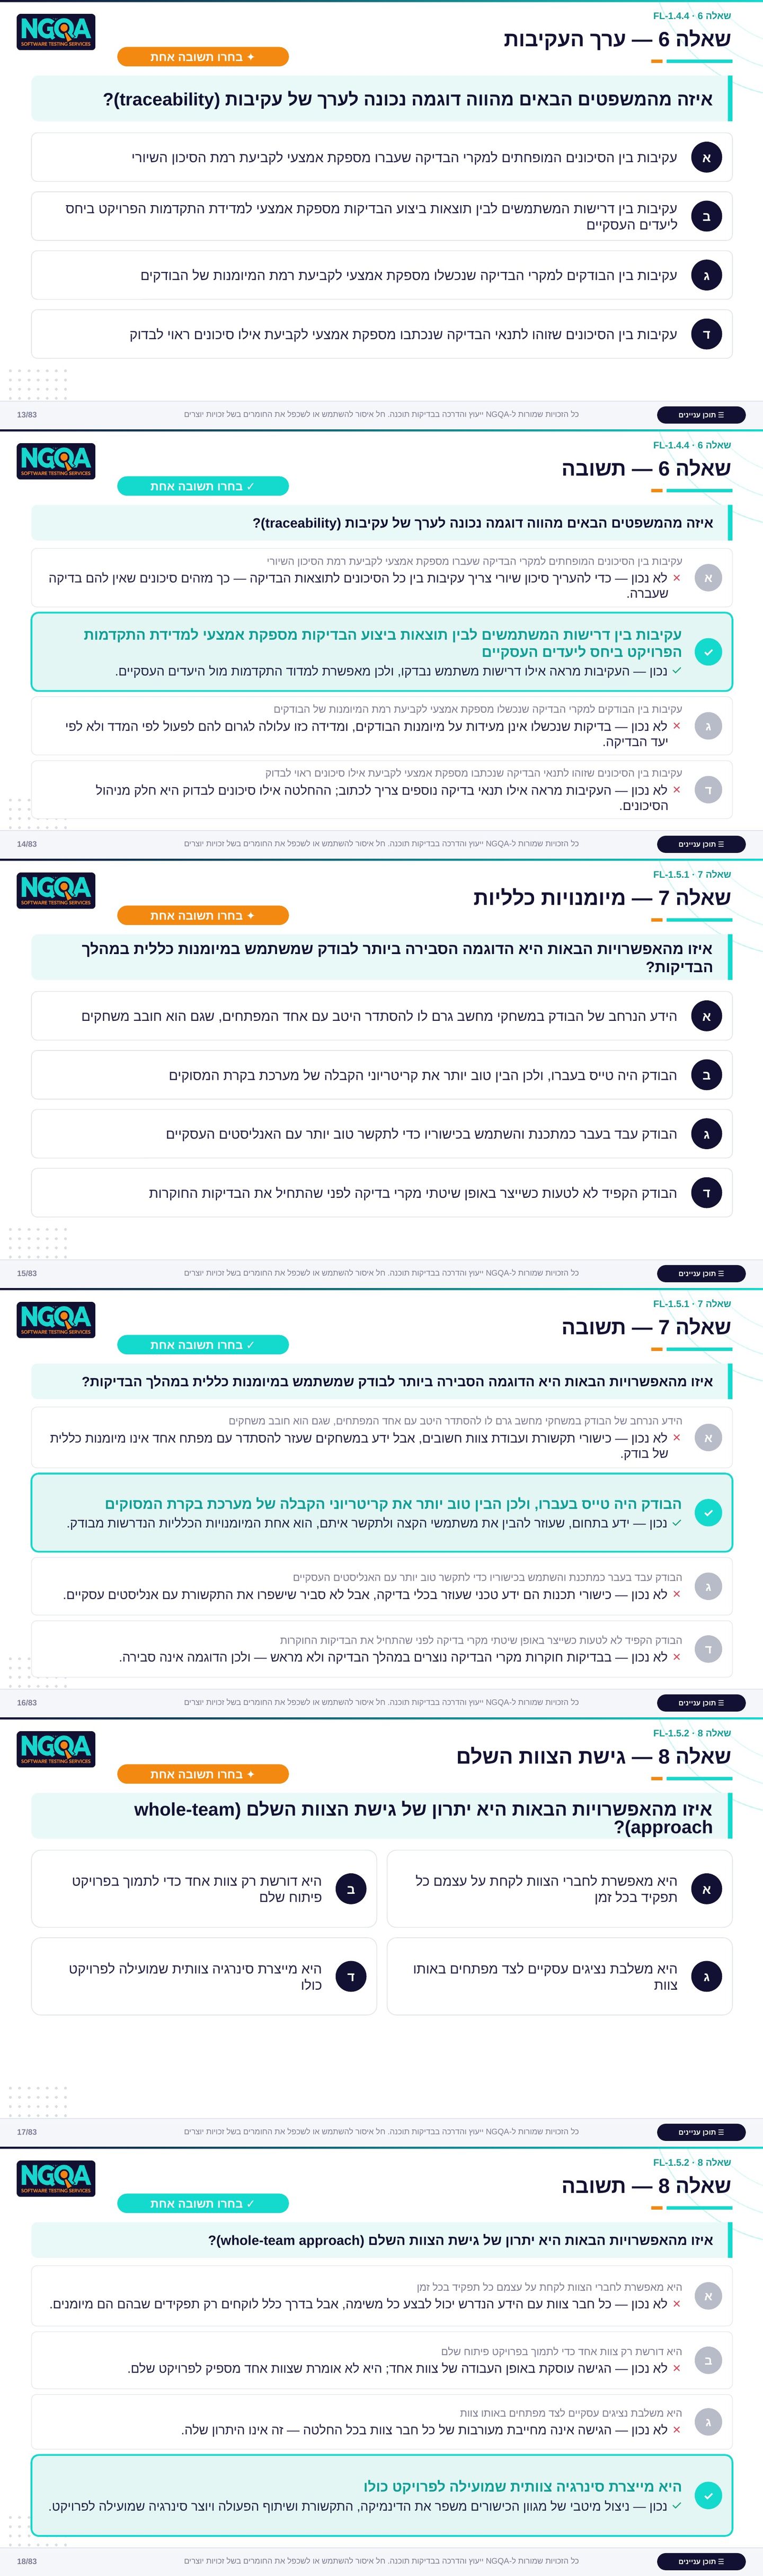 שאלה 6 · FL-1.4.4
שאלה 6 — ערך העקיבות
NGQA
SOFTWARE TESTING SERVICES
✦ בחרו תשובה אחת
איזה מהמשפטים הבאים מהווה דוגמה נכונה לערך של עקיבות (traceability)?
א
עקיבות בין הסיכונים המופחתים למקרי הבדיקה שעברו מספקת אמצעי לקביעת רמת הסיכון השיורי
ב
עקיבות בין דרישות המשתמשים לבין תוצאות ביצוע הבדיקות מספקת אמצעי למדידת התקדמות הפרויקט ביחס
ליעדים העסקיים
ג
עקיבות בין הבודקים למקרי הבדיקה שנכשלו מספקת אמצעי לקביעת רמת המיומנות של הבודקים
ד
עקיבות בין הסיכונים שזוהו לתנאי הבדיקה שנכתבו מספקת אמצעי לקביעת אילו סיכונים ראוי לבדוק
☰ תוכן עניינים
כל הזכויות שמורות ל-NGQA ייעוץ והדרכה בבדיקות תוכנה. חל איסור להשתמש או לשכפל את החומרים בשל זכויות יוצרים
13/83
שאלה 6 · FL-1.4.4
שאלה 6 — תשובה
NGQA
SOFTWARE TESTING SERVICES
✓ בחרו תשובה אחת
איזה מהמשפטים הבאים מהווה דוגמה נכונה לערך של עקיבות (traceability)?
א
עקיבות בין הסיכונים המופחתים למקרי הבדיקה שעברו מספקת אמצעי לקביעת רמת הסיכון השיורי
✕ לא נכון — כדי להעריך סיכון שיורי צריך עקיבות בין כל הסיכונים לתוצאות הבדיקה — כך מזהים סיכונים שאין להם בדיקה
שעברה.
✓
עקיבות בין דרישות המשתמשים לבין תוצאות ביצוע הבדיקות מספקת אמצעי למדידת התקדמות
הפרויקט ביחס ליעדים העסקיים
✓ נכון — העקיבות מראה אילו דרישות משתמש נבדקו, ולכן מאפשרת למדוד התקדמות מול היעדים העסקיים.
ג
עקיבות בין הבודקים למקרי הבדיקה שנכשלו מספקת אמצעי לקביעת רמת המיומנות של הבודקים
✕ לא נכון — בדיקות שנכשלו אינן מעידות על מיומנות הבודקים, ומדידה כזו עלולה לגרום להם לפעול לפי המדד ולא לפי
יעד הבדיקה.
ד
עקיבות בין הסיכונים שזוהו לתנאי הבדיקה שנכתבו מספקת אמצעי לקביעת אילו סיכונים ראוי לבדוק
✕ לא נכון — העקיבות מראה אילו תנאי בדיקה נוספים צריך לכתוב; ההחלטה אילו סיכונים לבדוק היא חלק מניהול
הסיכונים.
☰ תוכן עניינים
כל הזכויות שמורות ל-NGQA ייעוץ והדרכה בבדיקות תוכנה. חל איסור להשתמש או לשכפל את החומרים בשל זכויות יוצרים
14/83
שאלה 7 · FL-1.5.1
שאלה 7 — מיומנויות כלליות
NGQA
SOFTWARE TESTING SERVICES
✦ בחרו תשובה אחת
איזו מהאפשרויות הבאות היא הדוגמה הסבירה ביותר לבודק שמשתמש במיומנות כללית במהלך
הבדיקות?
א
הידע הנרחב של הבודק במשחקי מחשב גרם לו להסתדר היטב עם אחד המפתחים, שגם הוא חובב משחקים
ב
הבודק היה טייס בעברו, ולכן הבין טוב יותר את קריטריוני הקבלה של מערכת בקרת המסוקים
ג
הבודק עבד בעבר כמתכנת והשתמש בכישוריו כדי לתקשר טוב יותר עם האנליסטים העסקיים
ד
הבודק הקפיד לא לטעות כשייצר באופן שיטתי מקרי בדיקה לפני שהתחיל את הבדיקות החוקרות
☰ תוכן עניינים
כל הזכויות שמורות ל-NGQA ייעוץ והדרכה בבדיקות תוכנה. חל איסור להשתמש או לשכפל את החומרים בשל זכויות יוצרים
15/83
שאלה 7 · FL-1.5.1
שאלה 7 — תשובה
NGQA
SOFTWARE TESTING SERVICES
✓ בחרו תשובה אחת
איזו מהאפשרויות הבאות היא הדוגמה הסבירה ביותר לבודק שמשתמש במיומנות כללית במהלך הבדיקות?
א
הידע הנרחב של הבודק במשחקי מחשב גרם לו להסתדר היטב עם אחד המפתחים, שגם הוא חובב משחקים
✕ לא נכון — כישורי תקשורת ועבודת צוות חשובים, אבל ידע במשחקים שעזר להסתדר עם מפתח אחד אינו מיומנות כללית
של בודק.
✓
הבודק היה טייס בעברו, ולכן הבין טוב יותר את קריטריוני הקבלה של מערכת בקרת המסוקים
✓ נכון — ידע בתחום, שעוזר להבין את משתמשי הקצה ולתקשר איתם, הוא אחת המיומנויות הכלליות הנדרשות מבודק.
ג
הבודק עבד בעבר כמתכנת והשתמש בכישוריו כדי לתקשר טוב יותר עם האנליסטים העסקיים
✕ לא נכון — כישורי תכנות הם ידע טכני שעוזר בכלי בדיקה, אבל לא סביר שישפרו את התקשורת עם אנליסטים עסקיים.
ד
הבודק הקפיד לא לטעות כשייצר באופן שיטתי מקרי בדיקה לפני שהתחיל את הבדיקות החוקרות
✕ לא נכון — בבדיקות חוקרות מקרי הבדיקה נוצרים במהלך הבדיקה ולא מראש — ולכן הדוגמה אינה סבירה.
☰ תוכן עניינים
כל הזכויות שמורות ל-NGQA ייעוץ והדרכה בבדיקות תוכנה. חל איסור להשתמש או לשכפל את החומרים בשל זכויות יוצרים
16/83
שאלה 8 · FL-1.5.2
שאלה 8 — גישת הצוות השלם
NGQA
SOFTWARE TESTING SERVICES
✦ בחרו תשובה אחת
איזו מהאפשרויות הבאות היא יתרון של גישת הצוות השלם (whole-team
approach)?
א
היא מאפשרת לחברי הצוות לקחת על עצמם כל
תפקיד בכל זמן
ב
היא דורשת רק צוות אחד כדי לתמוך בפרויקט
פיתוח שלם
ג
היא משלבת נציגים עסקיים לצד מפתחים באותו
צוות
ד
היא מייצרת סינרגיה צוותית שמועילה לפרויקט
כולו
☰ תוכן עניינים
כל הזכויות שמורות ל-NGQA ייעוץ והדרכה בבדיקות תוכנה. חל איסור להשתמש או לשכפל את החומרים בשל זכויות יוצרים
17/83
שאלה 8 · FL-1.5.2
שאלה 8 — תשובה
NGQA
SOFTWARE TESTING SERVICES
✓ בחרו תשובה אחת
איזו מהאפשרויות הבאות היא יתרון של גישת הצוות השלם (whole-team approach)?
א
היא מאפשרת לחברי הצוות לקחת על עצמם כל תפקיד בכל זמן
✕ לא נכון — כל חבר צוות עם הידע הנדרש יכול לבצע כל משימה, אבל בדרך כלל לוקחים רק תפקידים שבהם הם מיומנים.
ב
היא דורשת רק צוות אחד כדי לתמוך בפרויקט פיתוח שלם
✕ לא נכון — הגישה עוסקת באופן העבודה של צוות אחד; היא לא אומרת שצוות אחד מספיק לפרויקט שלם.
ג
היא משלבת נציגים עסקיים לצד מפתחים באותו צוות
✕ לא נכון — הגישה אינה מחייבת מעורבות של כל חבר צוות בכל החלטה — זה אינו היתרון שלה.
✓
היא מייצרת סינרגיה צוותית שמועילה לפרויקט כולו
✓ נכון — ניצול מיטבי של מגוון הכישורים משפר את הדינמיקה, התקשורת ושיתוף הפעולה ויוצר סינרגיה שמועילה לפרויקט.
☰ תוכן עניינים
כל הזכויות שמורות ל-NGQA ייעוץ והדרכה בבדיקות תוכנה. חל איסור להשתמש או לשכפל את החומרים בשל זכויות יוצרים
18/83